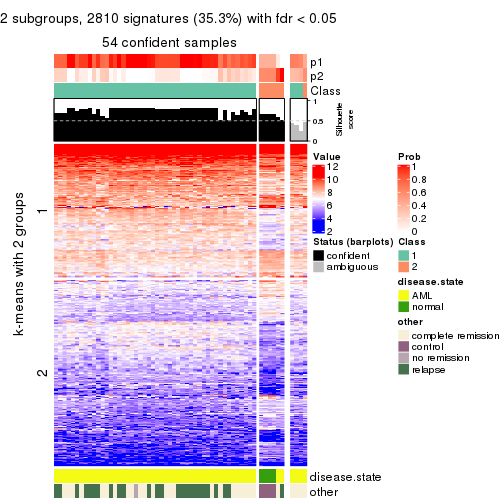 2 subgroups, 2810 signatures (35.3%) with fdr < 0.05
54 confident samples
p1
p2
Class
1
0.5
0
Silhouette
score
k-means with 2 groups
1
2
Value
12
10
8
6
4
2
Prob
1
0.8
0.6
0.4
0.2
0
Status (barplots)
confident
ambiguous
Class
1
2
disease.state
AML
normal
other
complete remission
control
no remission
relapse
disease.state
other